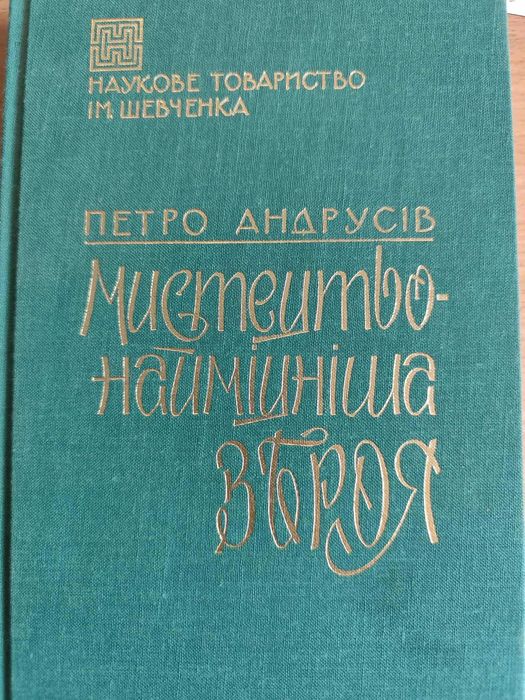 НАУКОВЕ ТОВАРИСТВО
ІМ. ШЕВЧЕНКА
ПЕТРО АНДРУСІВ
Мистецтво-
найміцніша
зброя